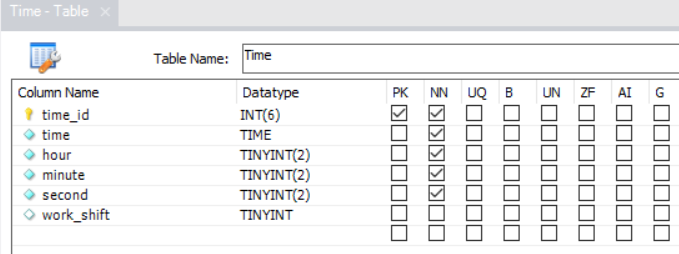 Time - Table ×
Table Name: Time
Column Name Datatype PK NN UQ B UN ZF AI G
time_id INT(6)
time TIME
hour TINYINT(2)
minute TINYINT(2)
second TINYINT(2)
work_shift TINYINT